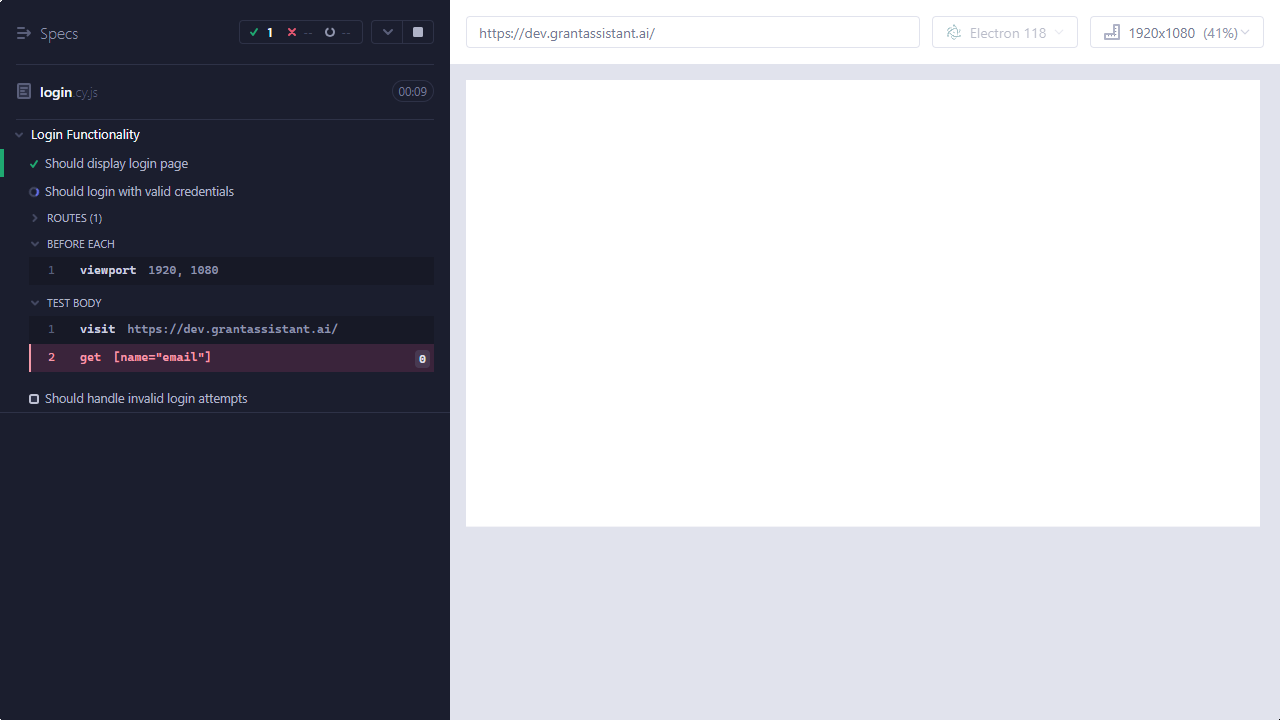 Specs
1 -- --
login.cy.js
00:09
Login Functionality
Should display login page
Should login with valid credentials
ROUTES (1)
BEFORE EACH
1 viewport 1920, 1080
TEST BODY
1 visit https://dev.grantassistant.ai/
2 get [name="email"] 0
Should handle invalid login attempts
https://dev.grantassistant.ai/
Electron 118
1920x1080 (41%)